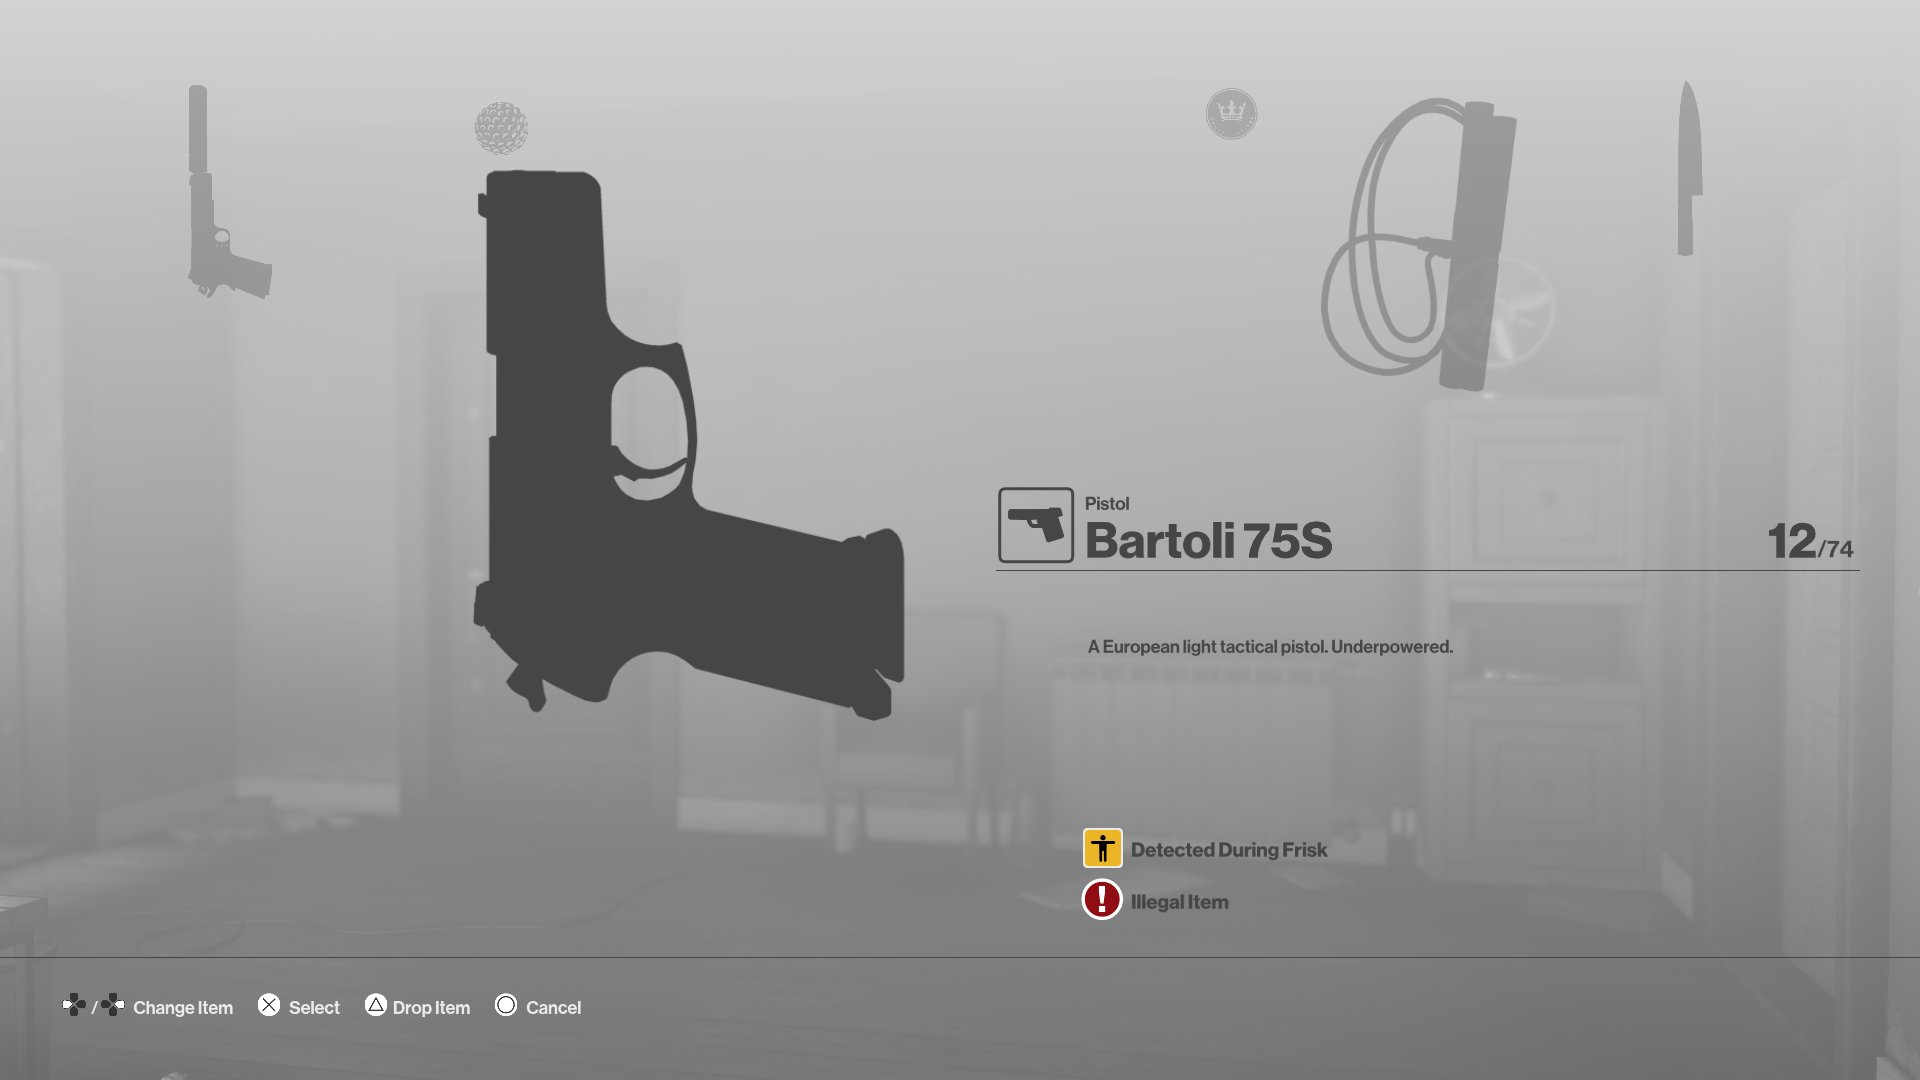 Pistol
Bartoli 75S
12/74
A European light tactical pistol. Underpowered.
Detected During Frisk
Illegal Item
/ Change Item Select Drop Item Cancel